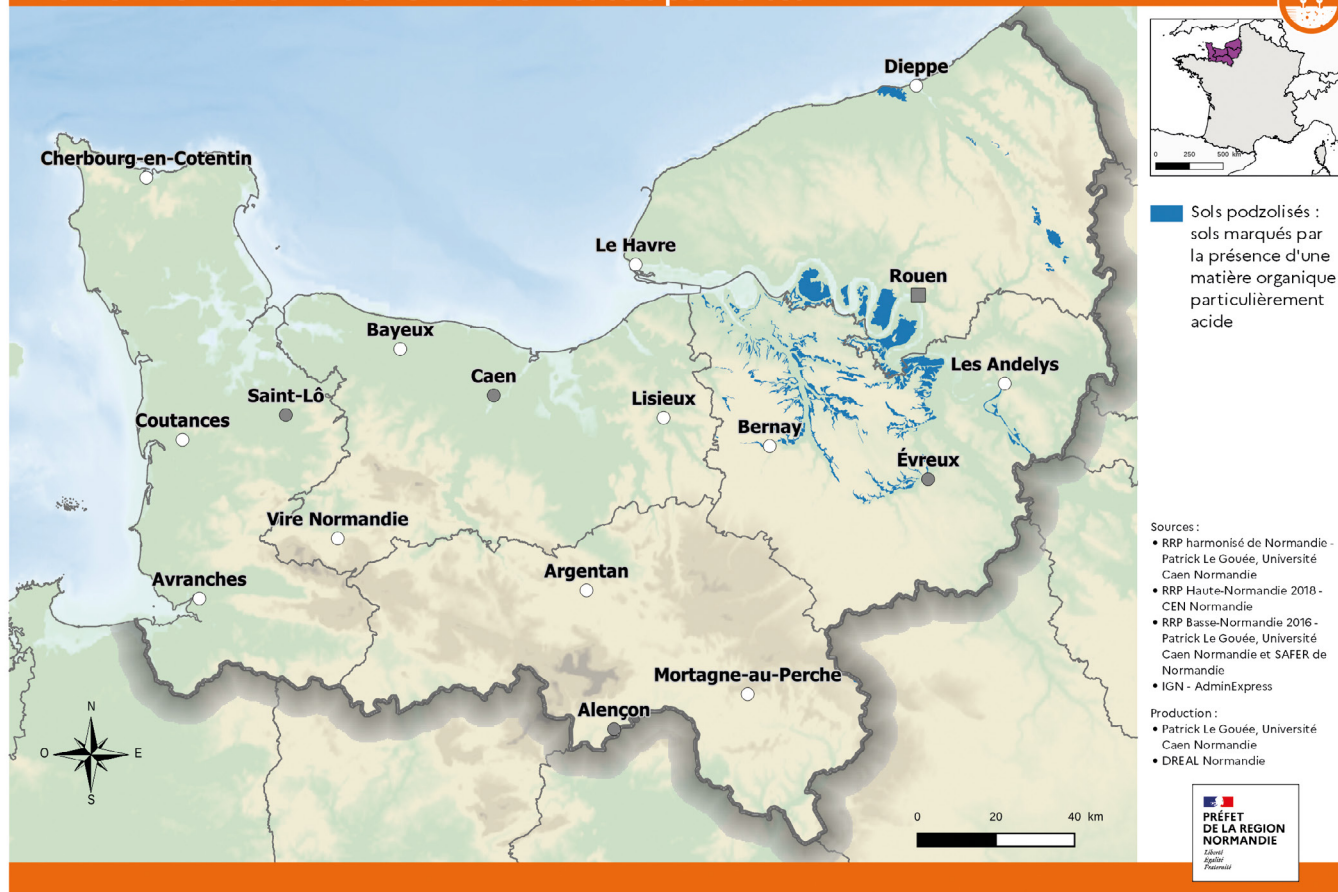 Dieppe
Cherbourg-en-Cotentin
Le Havre
Rouen
Bayeux
Les Andelys
Caen
Saint-Lô
Lisieux
Coutances
Bernay
Évreux
Vire Normandie
Argentan
Avranches
Mortagne-au-Perche
Alençon
N
O
E
S
0 20 40 km
0 250 500 km
Sols podzolisés :
sols marqués par
la présence d'une
matière organique
particulièrement
acide
Sources :
• RRP harmonisé de Normandie -
Patrick Le Gouée, Université
Caen Normandie
• RRP Haute-Normandie 2018 -
CEN Normandie
• RRP Basse-Normandie 2016 -
Patrick Le Gouée, Université
Caen Normandie et SAFER de
Normandie
• IGN - AdminExpress
Production :
• Patrick Le Gouée, Université
Caen Normandie
• DREAL Normandie
PRÉFET
DE LA REGION
NORMANDIE
Liberté
Égalité
Fraternité